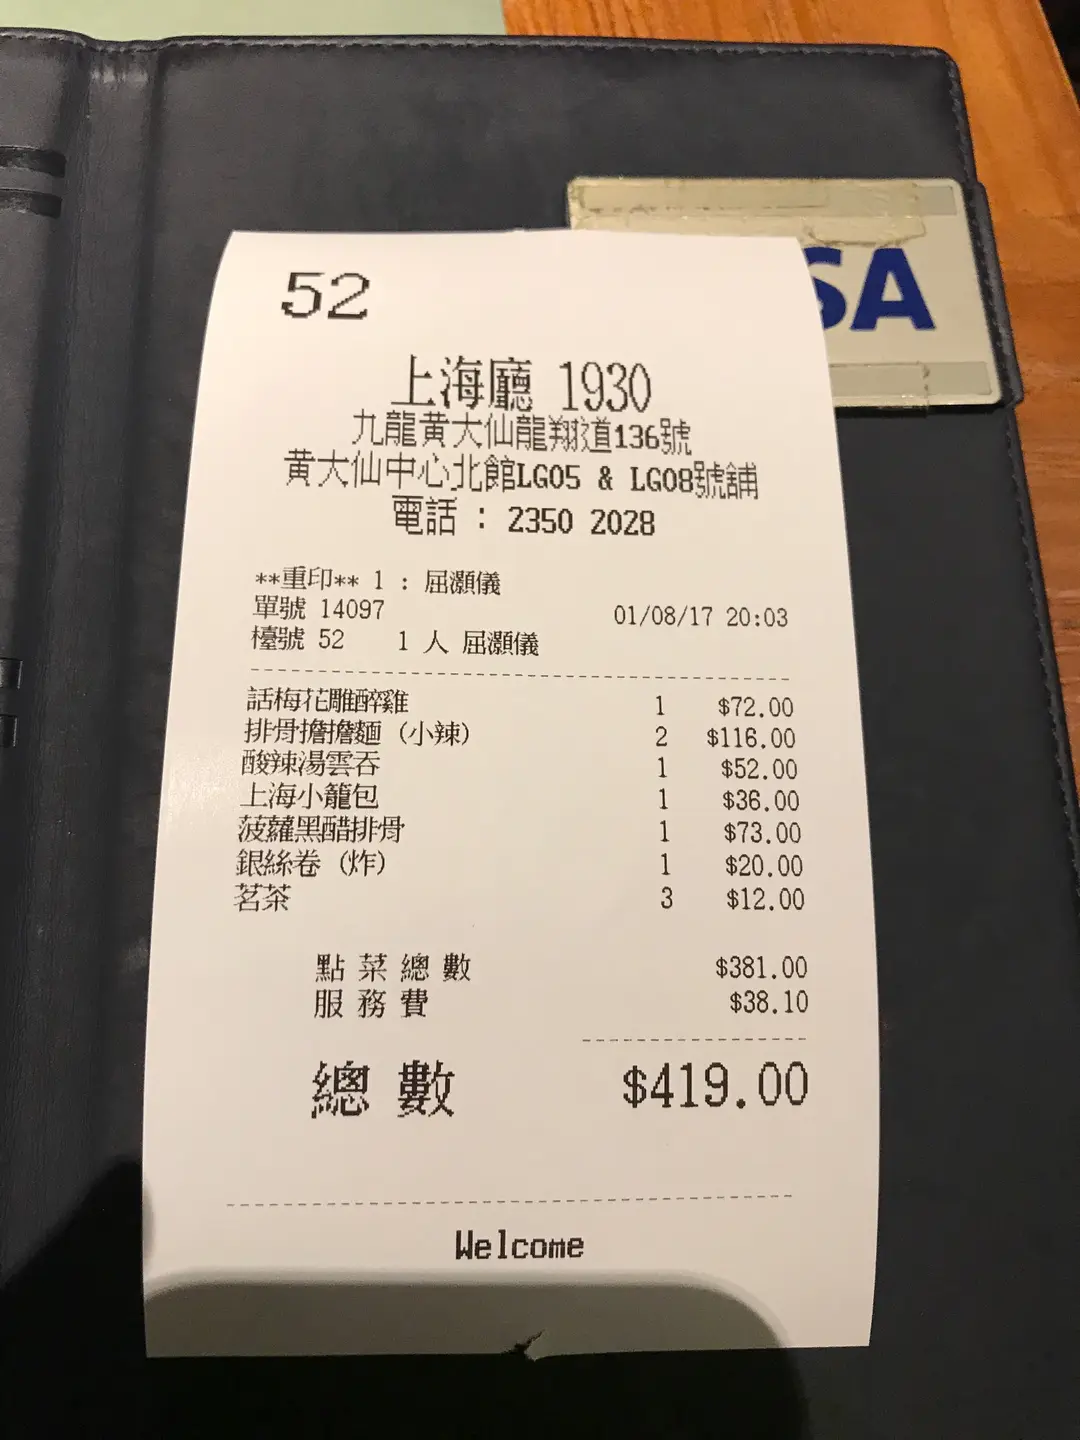 52
SA
上海廳 1930
九龍黄大仙龍翔道136號
黄大仙中心北館LG05 & LG08號舖
電話 : 2350 2028
**重印** 1 : 屈灝儀
單號 14097 01/08/17 20:03
檯號 52 1 人 屈灝儀
話梅花雕醉雞 1 $72.00
排骨擔擔麵 (小辣) 2 $116.00
酸辣湯雲吞 1 $52.00
上海小籠包 1 $36.00
菠蘿黑醋排骨 1 $73.00
銀絲卷 (炸) 1 $20.00
茗茶 3 $12.00
點菜總數 $381.00
服務費 $38.10
總數 $419.00
Welcome